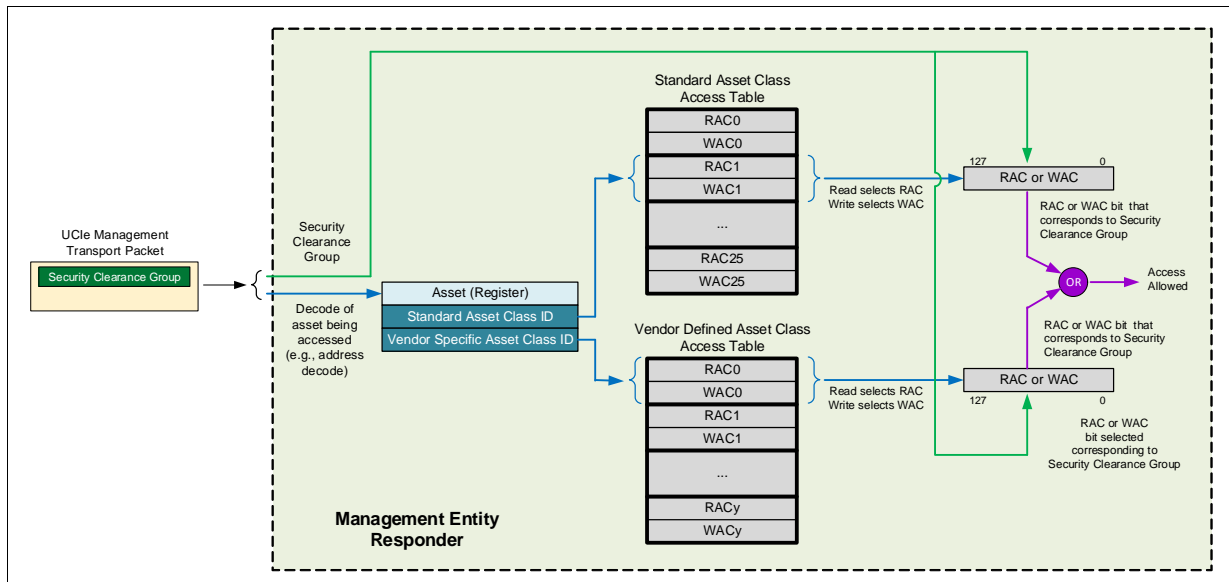 UCIe Management
Transport Packet
Security Clearance Group
Security
Clearance
Group
Decode of
asset being
accessed
(e.g., address
decode)
Asset (Register)
Standard Asset Class ID
Vendor Specific Asset Class ID
Standard Asset Class
Access Table
RAC0
WAC0
RAC1
WAC1
...
RAC25
WAC25
Read selects RAC
Write selects WAC
127
0
RAC or WAC
RAC or WAC bit that
corresponds to Security
Clearance Group
OR
Access
Allowed
Vendor Defined Asset Class
Access Table
RAC0
WAC0
RAC1
WAC1
...
RACy
WACy
Read selects RAC
Write selects WAC
RAC or WAC bit that
corresponds to Security
Clearance Group
RAC or WAC
127
0
RAC or WAC
bit selected
corresponding to
Security Clearance Group
Management Entity
Responder